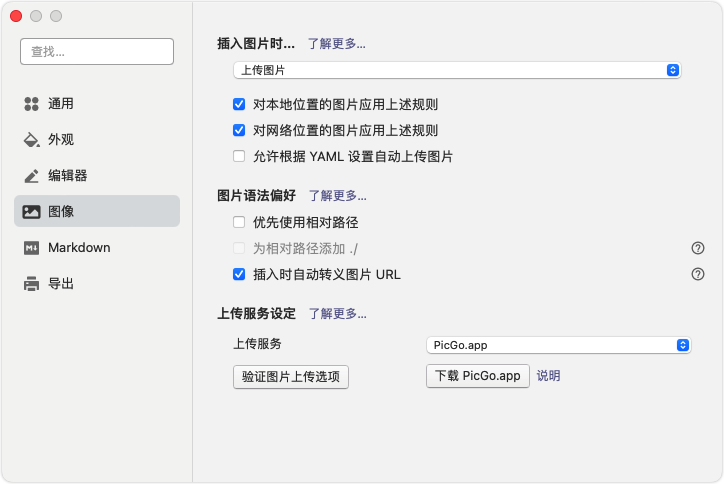 查找...
通用
外观
编辑器
图像
Markdown
导出
插入图片时... 了解更多...
上传图片
对本地位置的图片应用上述规则
对网络位置的图片应用上述规则
允许根据 YAML 设置自动上传图片
图片语法偏好 了解更多...
优先使用相对路径
为相对路径添加 ./ ?
插入时自动转义图片 URL ?
上传服务设定 了解更多...
上传服务 PicGo.app
验证图片上传选项 下载 PicGo.app 说明